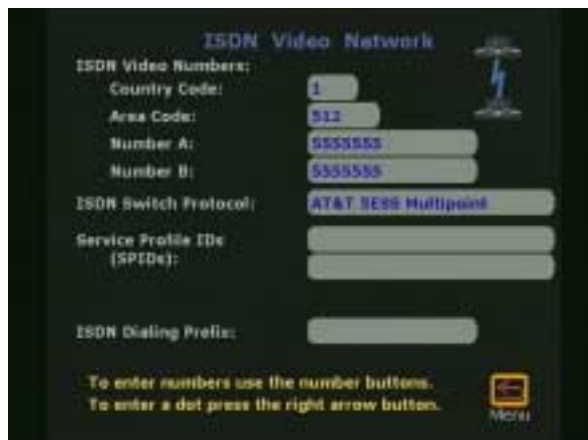 ISDN Video Network
ISDN Video Numbers:
Country Code: 1
Area Code: 512
Number A: 5555555
Number B: 5555555
ISDN Switch Protocol: AT&T 5ESS Multipoint
Service Profile IDs
(SPIDs):
ISDN Dialing Prefix:
To enter numbers use the number buttons.
To enter a dot press the right arrow button.
Menu